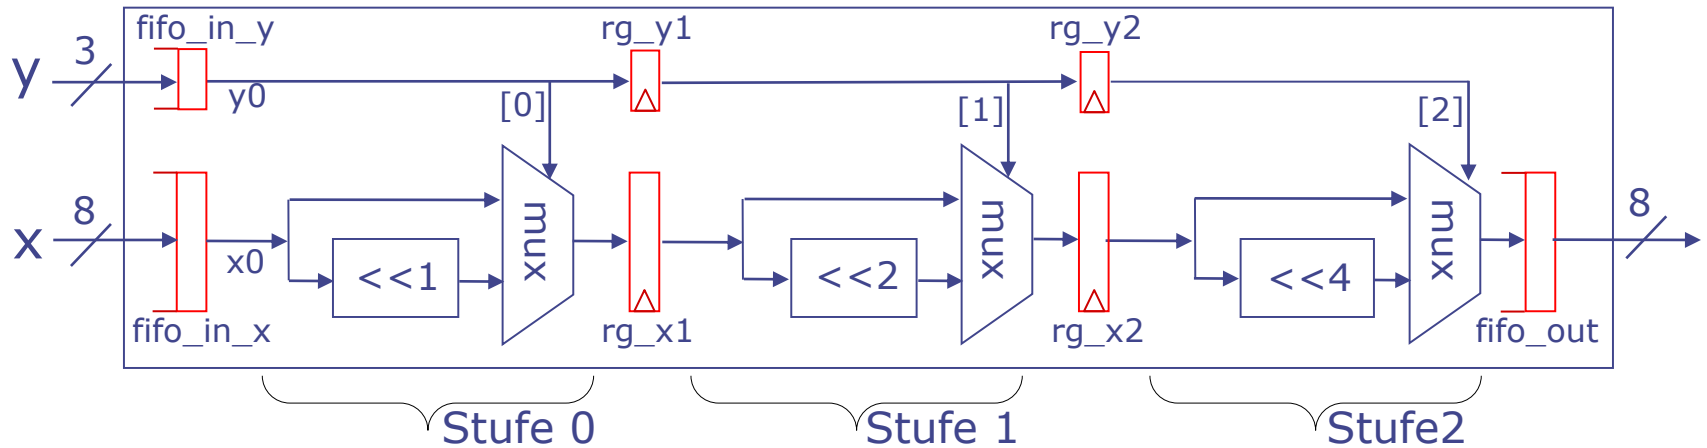 fifo_in_y rg_y1 rg_y2
y 3 y0 [0] [1] [2]
x 8 x0 <<1 mux <<2 mux <<4 mux 8
fifo_in_x rg_x1 rg_x2 fifo_out
Stufe 0 Stufe 1 Stufe2